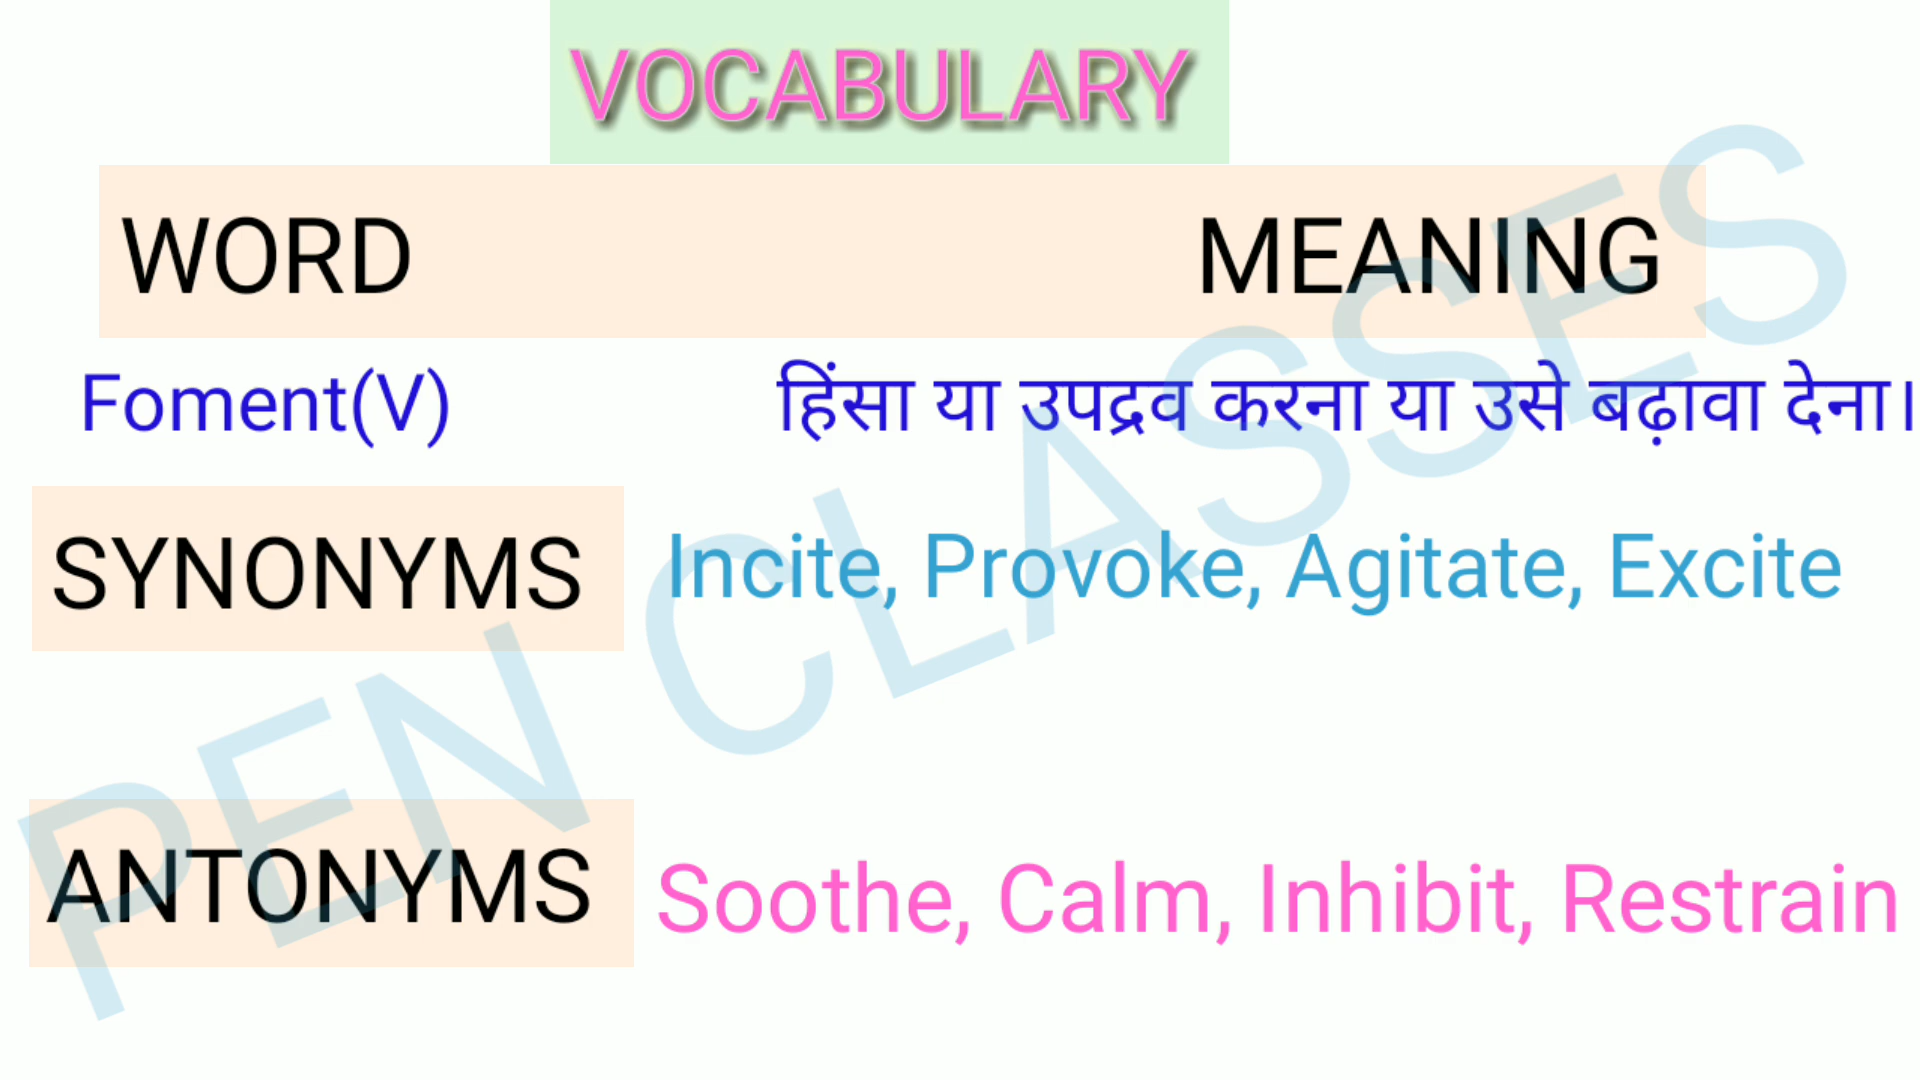 VOCABULARY
WORD MEANING
Foment(V) हिंसा या उपद्रव करना या उसे बढ़ावा देना।
SYNONYMS Incite, Provoke, Agitate, Excite
ANTONYMS Soothe, Calm, Inhibit, Restrain
PEN CLASSES